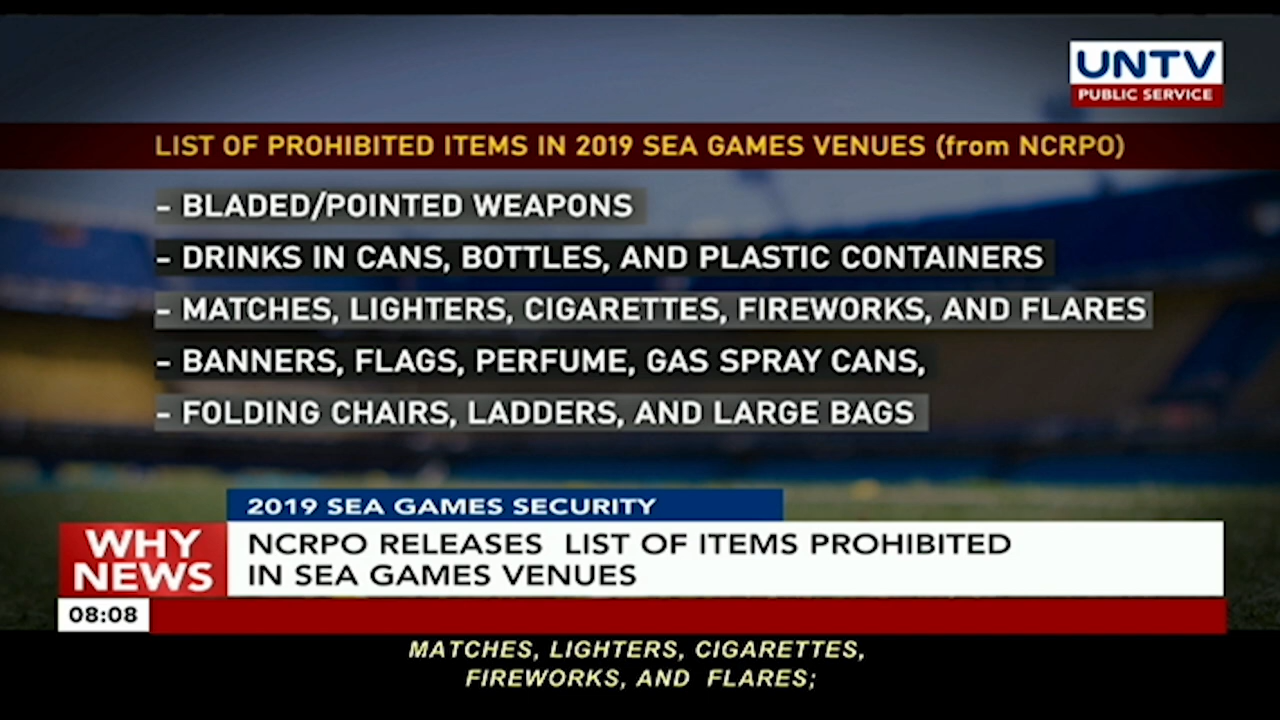 UNTV
PUBLIC SERVICE
LIST OF PROHIBITED ITEMS IN 2019 SEA GAMES VENUES (from NCRPO)
- BLADED/POINTED WEAPONS
- DRINKS IN CANS, BOTTLES, AND PLASTIC CONTAINERS
- MATCHES, LIGHTERS, CIGARETTES, FIREWORKS, AND FLARES
- BANNERS, FLAGS, PERFUME, GAS SPRAY CANS,
- FOLDING CHAIRS, LADDERS, AND LARGE BAGS
2019 SEA GAMES SECURITY
WHY
NEWS
NCRPO RELEASES LIST OF ITEMS PROHIBITED
IN SEA GAMES VENUES
08:08
MATCHES, LIGHTERS, CIGARETTES,
FIREWORKS, AND FLARES;